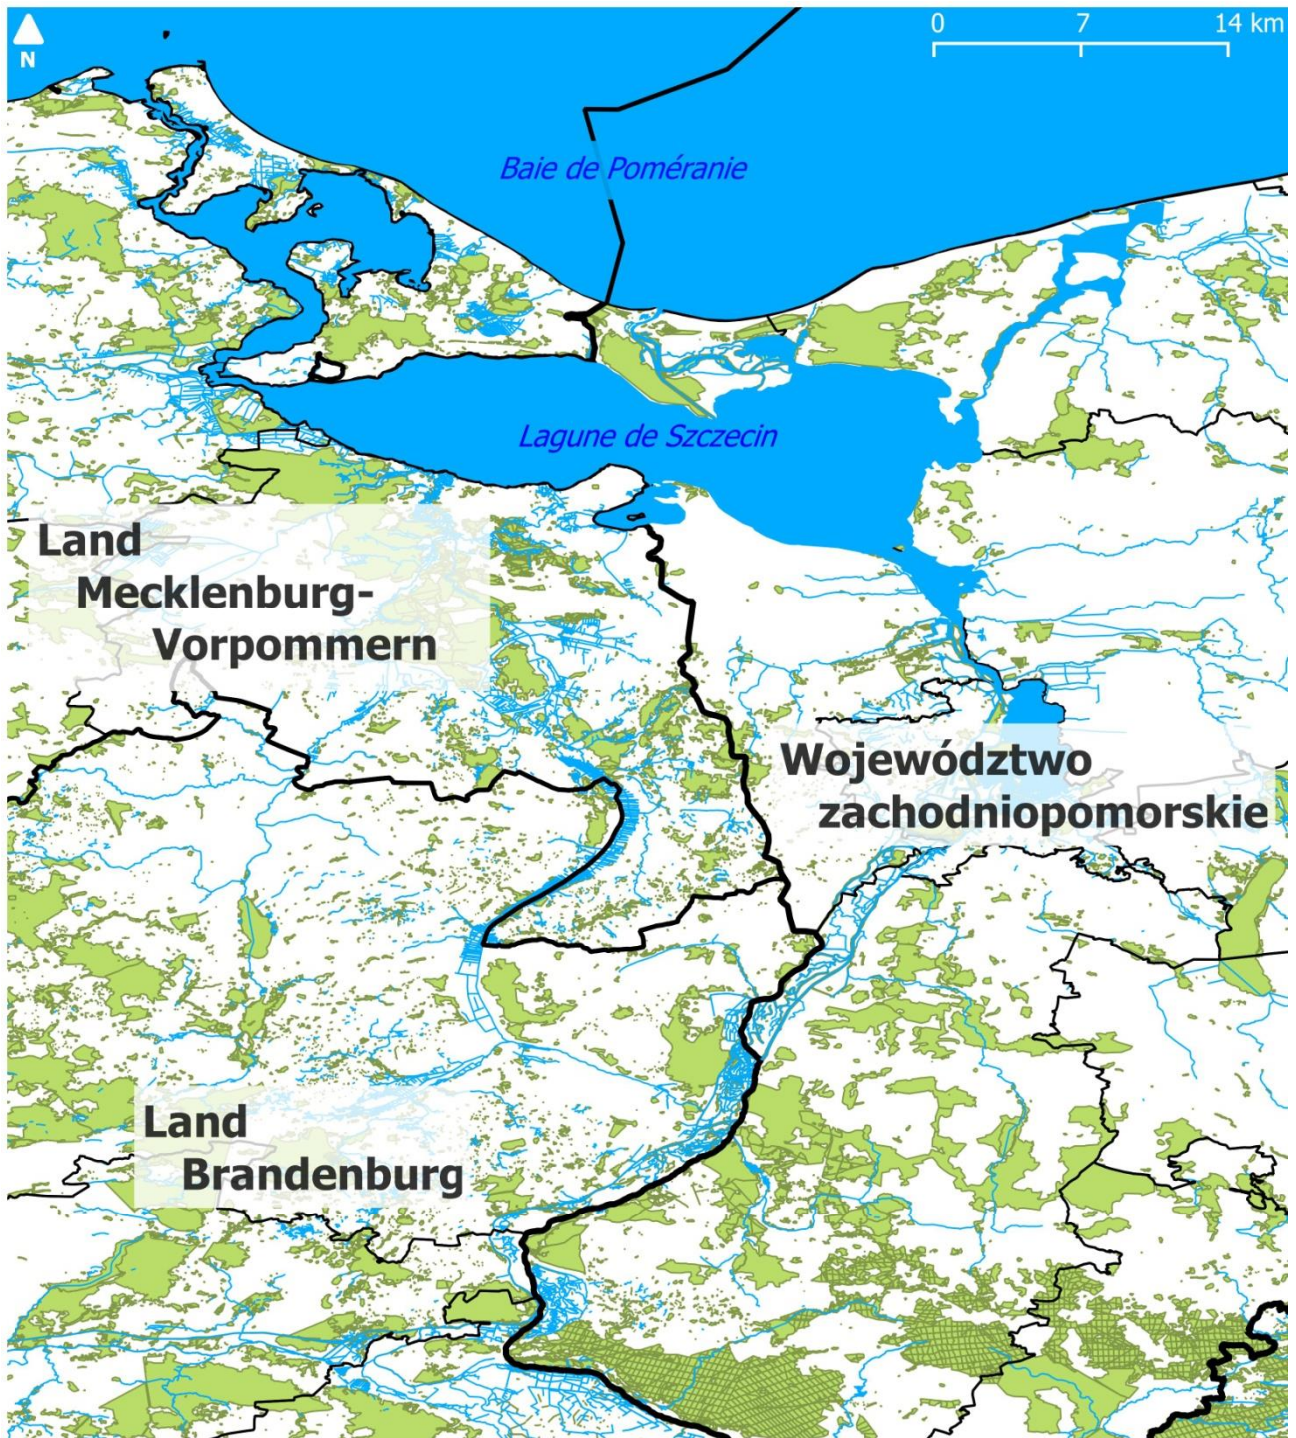 N
0 7 14 km
Baie de Poméranie
Lagune de Szczecin
Land
Mecklenburg-
Vorpommern
Województwo
zachodniopomorskie
Land
Brandenburg